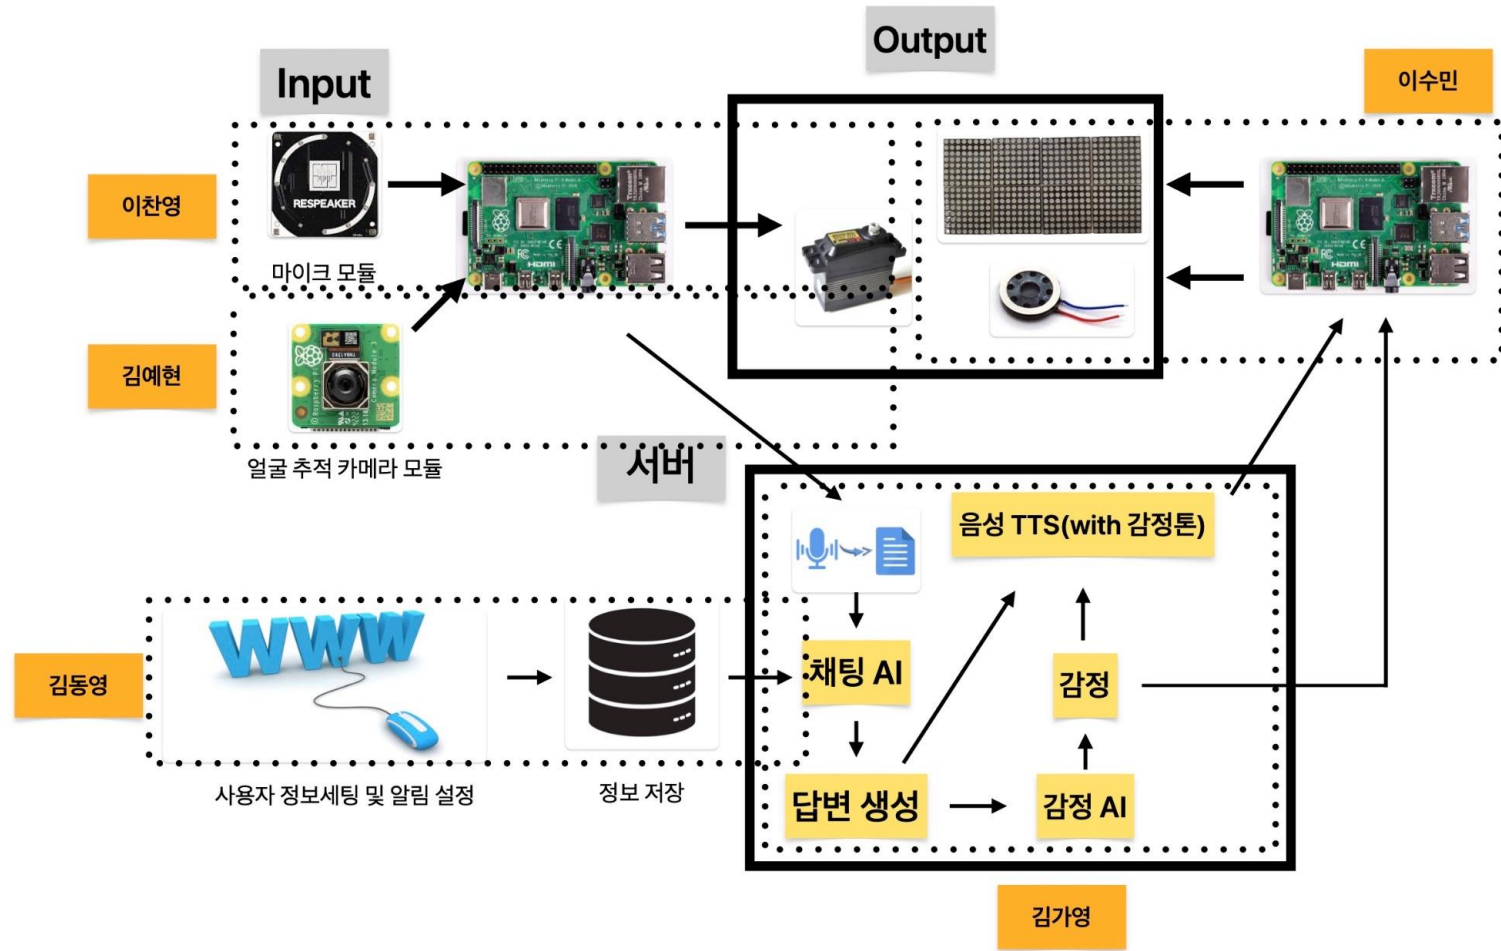 Output
이수민
Input
RESPEAKER
이찬영
마이크 모듈
HDMI
HDMI
김예현
얼굴 추적 카메라 모듈
서버
음성 TTS(with 감정톤)
WWW
채팅 AI
감정
김동영
사용자 정보세팅 및 알림 설정
정보 저장
답변 생성
감정 AI
김가영